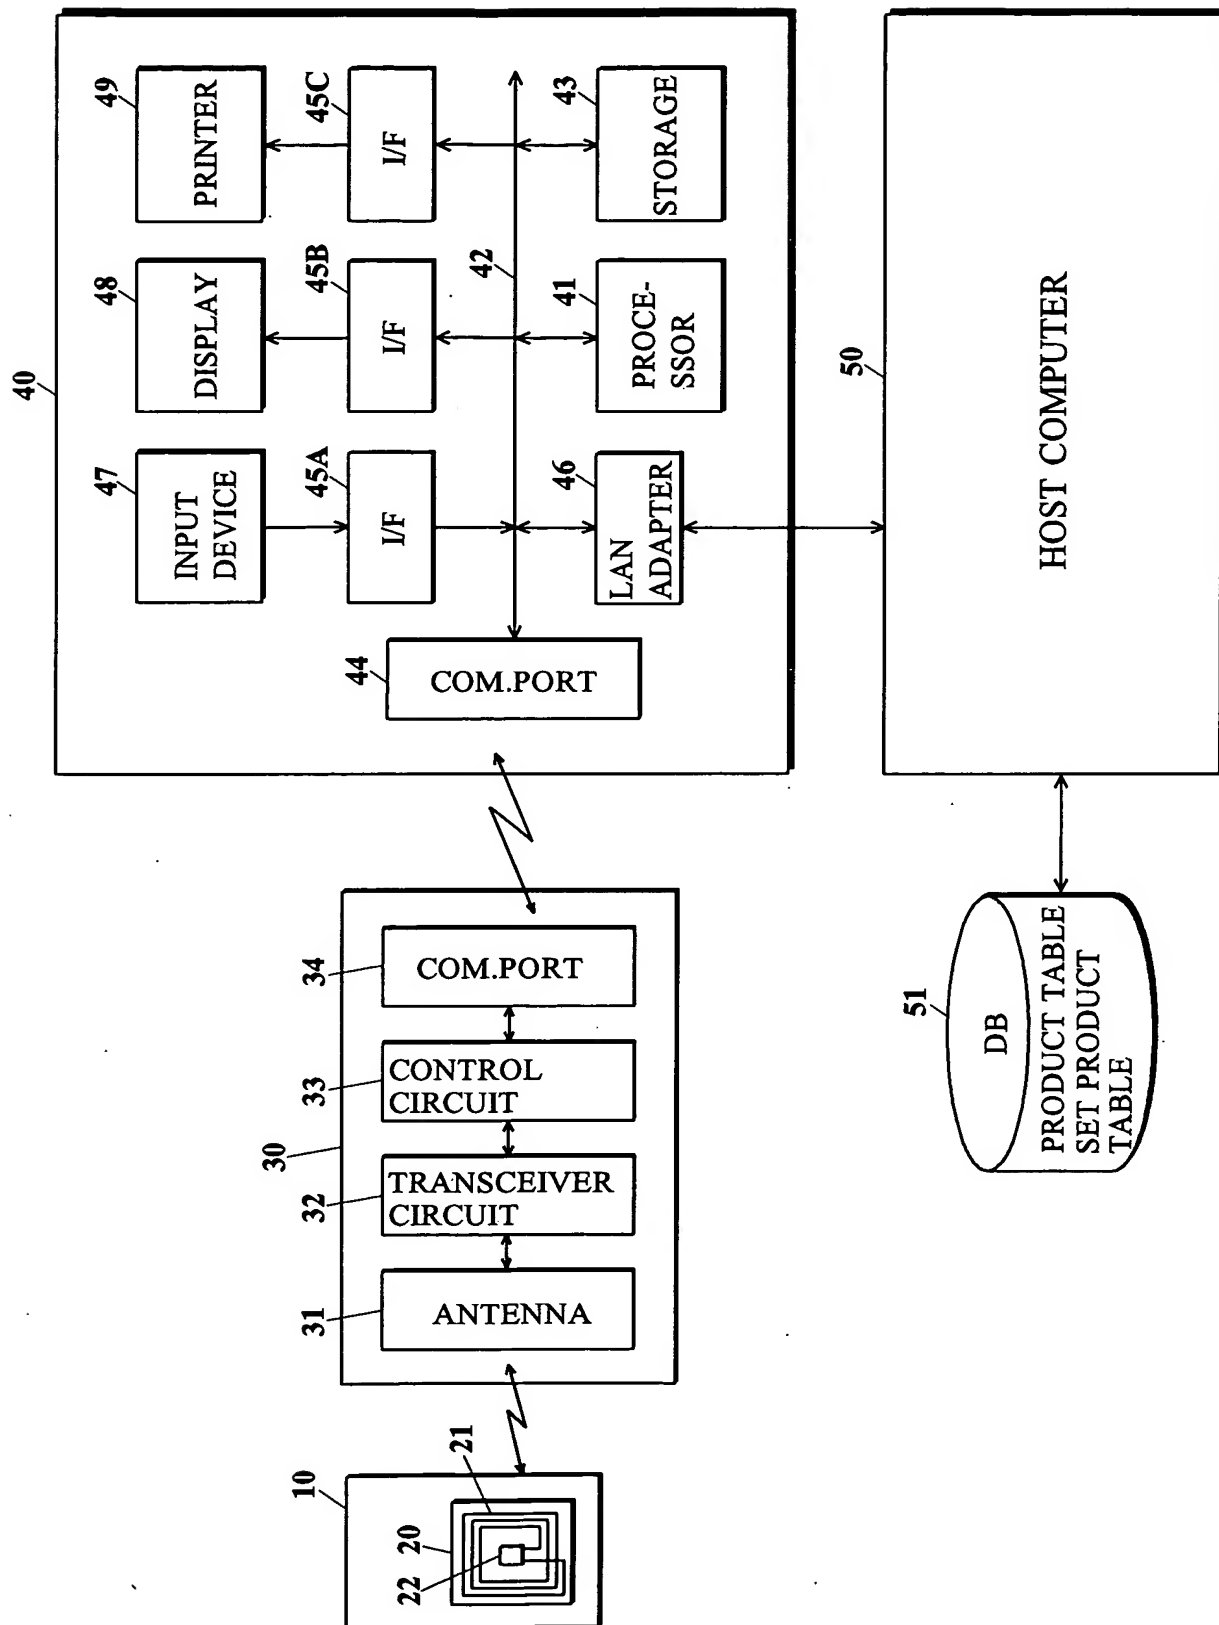 10
20
21
22
30
31
ANTENNA
32
TRANSCEIVER
CIRCUIT
33
CONTROL
CIRCUIT
34
COM.PORT
40
44
COM.PORT
47
INPUT
DEVICE
48
DISPLAY
49
PRINTER
45A
I/F
45B
I/F
45C
I/F
42
46
LAN
ADAPTER
41
PROCE-
SSOR
43
STORAGE
51
DB
PRODUCT TABLE
SET PRODUCT
TABLE
50
HOST COMPUTER